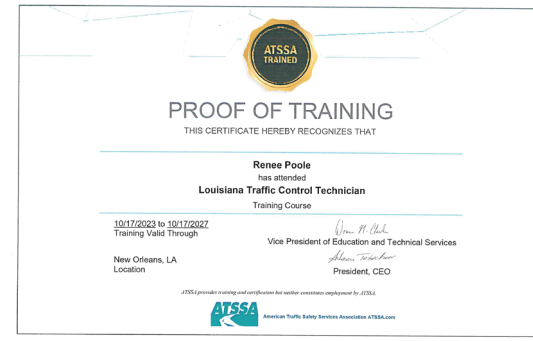 ATSSA
TRAINED
PROOF OF TRAINING
THIS CERTIFICATE HEREBY RECOGNIZES THAT
Renee Poole
has attended
Louisiana Traffic Control Technician
Training Course
10/17/2023 to 10/17/2027
Training Valid Through
Vice President of Education and Technical Services
New Orleans, LA
Location
President, CEO
ATSSA provides training and certification but neither constitutes employment by ATSSA.
ATSSA
American Traffic Safety Services Association ATSSA.com